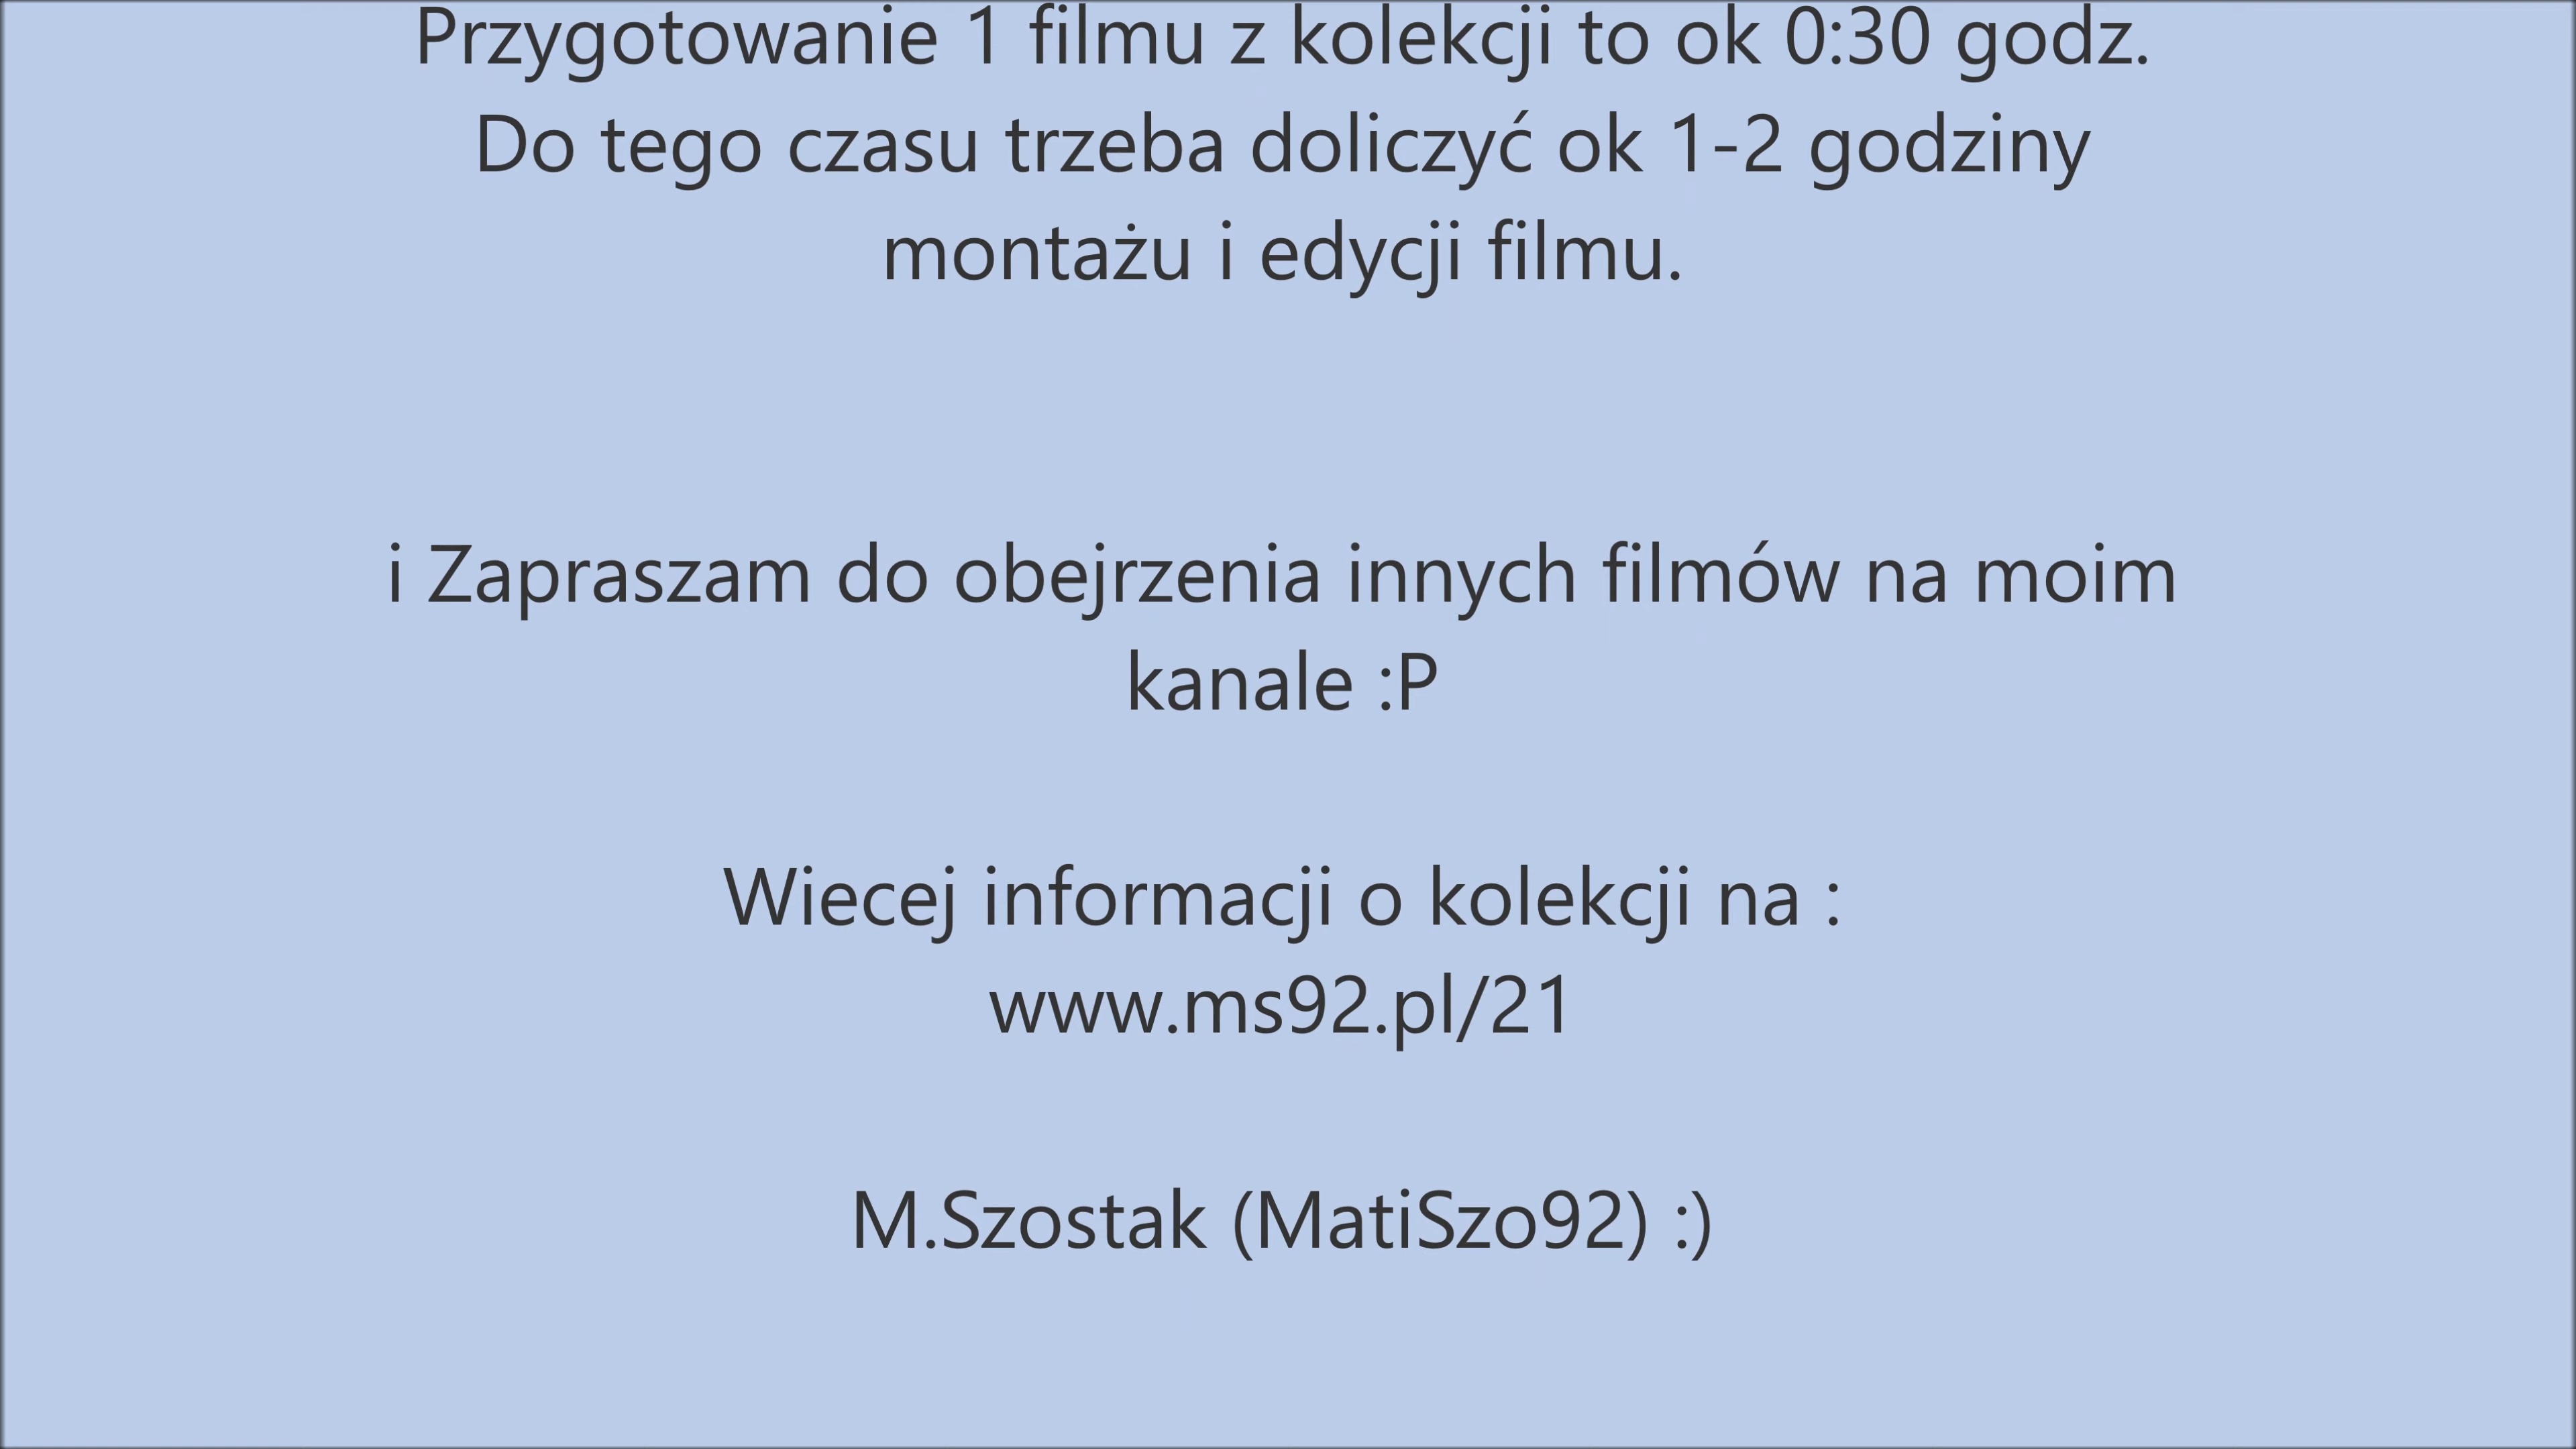 Przygotowanie 1 filmu z kolekcji to ok 0:30 godz.
Do tego czasu trzeba doliczyć ok 1-2 godziny
montażu i edycji filmu.
i Zapraszam do obejrzenia innych filmów na moim
kanale :P
Wiecej informacji o kolekcji na :
www.ms92.pl/21
M.Szostak (MatiSzo92) :)